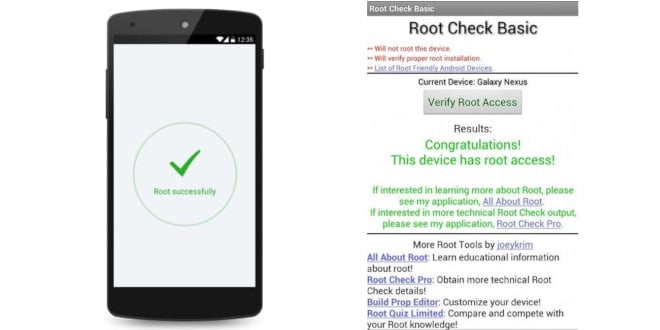 12:35
Root successfully
Root Check Basic
Root Check Basic
** Will not root this device.
** Will verify proper root installation.
** List of Root Friendly Android Devices.
Current Device: Galaxy Nexus
Verify Root Access
Results:
Congratulations!
This device has root access!
If interested in learning more about Root, please
see my application, All About Root.
If interested in more technical Root Check output,
please see my application, Root Check Pro.
More Root Tools by joeykrim
All About Root: Learn educational information
about root!
Root Check Pro: Obtain more technical Root
Check details!
Build Prop Editor: Customize your device!
Root Quiz Limited: Compare and compete with
your Root knowledge!